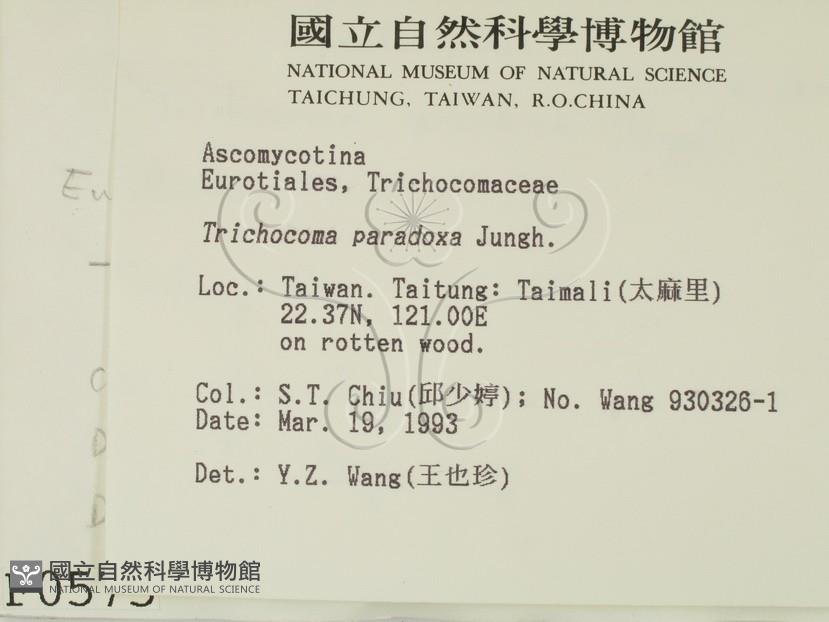 國立自然科學博物館
NATIONAL MUSEUM OF NATURAL SCIENCE
TAICHUNG, TAIWAN, R.O.CHINA
Ascomycotina
Eurotiales, Trichocomaceae
Trichocoma paradoxa Jungh.
Loc.: Taiwan. Taitung: Taimali(太麻里)
22.37N, 121.00E
on rotten wood.
Col.: S.T. Chiu(邱少婷); No. Wang 930326-1
Date: Mar. 19, 1993
Det.: Y.Z. Wang(王也珍)
Eu
C
D
D
國立自然科學博物館
NATIONAL MUSEUM OF NATURAL SCIENCE